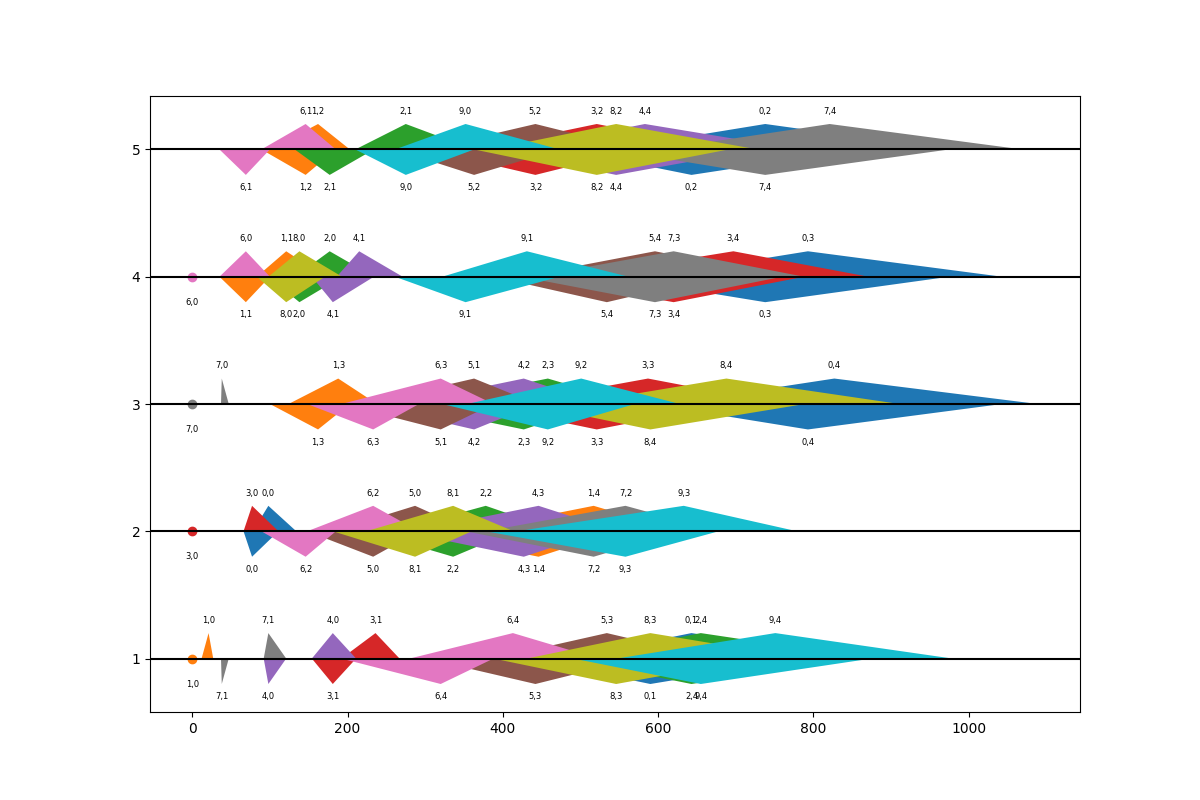 6,1 1,2 2,1 9,0 5,2 3,2 8,2 4,4 0,2 7,4
5
6,1 1,2 2,1 9,0 5,2 3,2 8,2 4,4 0,2 7,4
6,0 1,1 8,0 2,0 4,1 9,1 5,4 7,3 3,4 0,3
4
6,0
1,1 8,0 2,0 4,1 9,1 5,4 7,3 3,4 0,3
7,0 1,3 6,3 5,1 4,2 2,3 9,2 3,3 8,4 0,4
3
7,0
1,3 6,3 5,1 4,2 2,3 9,2 3,3 8,4 0,4
3,0 0,0 6,2 5,0 8,1 2,2 4,3 1,4 7,2 9,3
2
3,0
0,0 6,2 5,0 8,1 2,2 4,3 1,4 7,2 9,3
1,0 7,1 4,0 3,1 6,4 5,3 8,3 0,1 2,4 9,4
1
1,0
7,1 4,0 3,1 6,4 5,3 8,3 0,1 2,4 9,4
0 200 400 600 800 1000